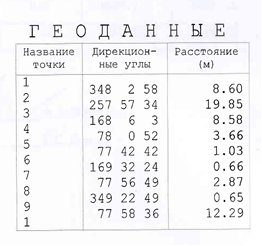 ГЕОДАННЫЕ
Название точки
Дирекцион-ные углы
Расстояние (м)
1
348 2 58 8.60
2
257 57 34 19.85
3
168 6 3 8.58
4
78 0 52 3.66
5
77 42 42 1.03
6
169 32 24 0.66
7
77 56 49 2.87
8
349 22 49 0.65
9
77 58 36 12.29
1